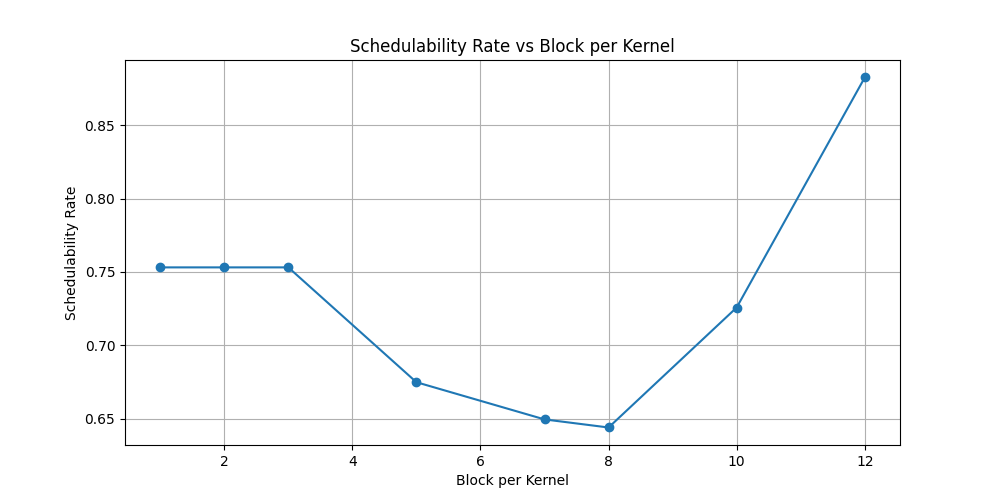 Schedulability Rate vs Block per Kernel
Schedulability Rate
0.85
0.80
0.75
0.70
0.65
2 4 6 8 10 12
Block per Kernel